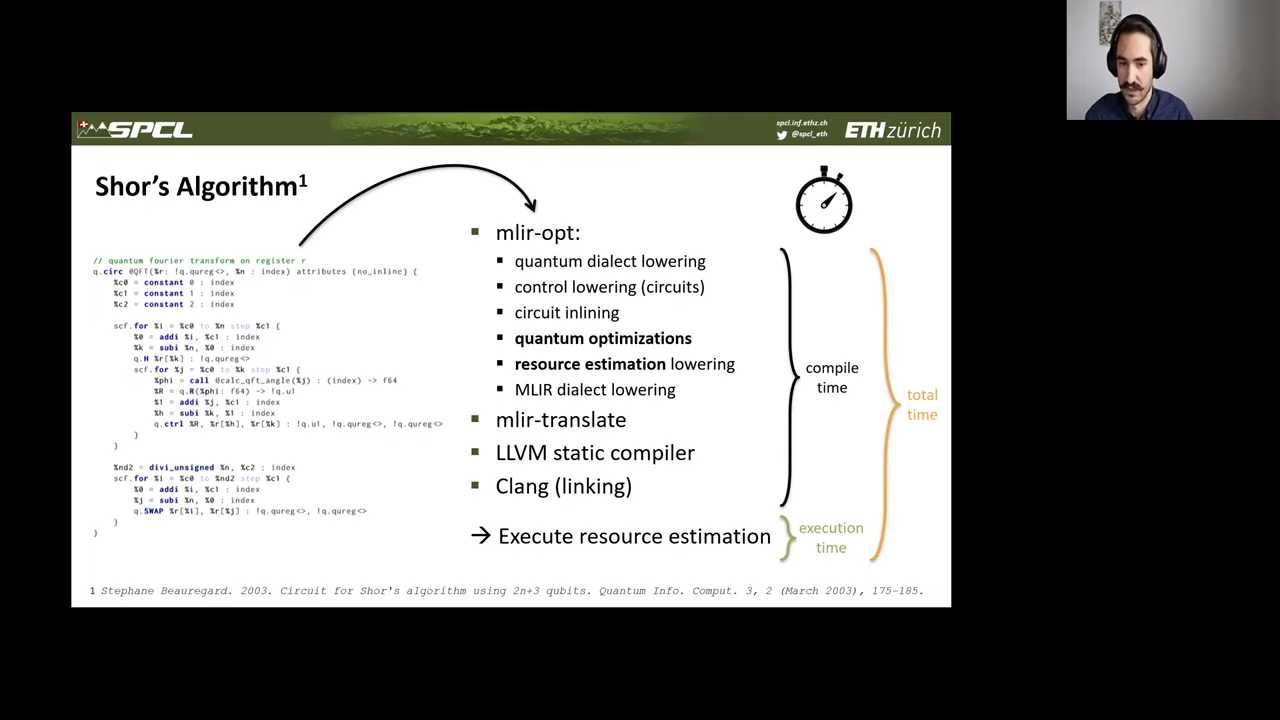 SPCL
spcl.inf.ethz.ch
@spcl_eth
ETH zürich
Shor's Algorithm1
// quantum fourier transform on register r
q.circ @QFT(%r: !q.qureg<>, %n : index) attributes {no_inline} {
%c0 = constant 0 : index
%c1 = constant 1 : index
%c2 = constant 2 : index
scf.for %i = %c0 to %n step %c1 {
%0 = addi %i, %c1 : index
%k = subi %n, %0 : index
q.H %r[%k] : !q.qureg<>
scf.for %j = %c0 to %k step %c1 {
%phi = call @calc_qft_angle(%j) : (index) -> f64
%R = q.R(%phi: f64) -> !q.u1
%1 = addi %j, %c1 : index
%h = subi %k, %1 : index
q.ctrl %R, %r[%h], %r[%k] : !q.u1, !q.qureg<>, !q.qureg<>
}
}
%nd2 = divi_unsigned %n, %c2 : index
scf.for %i = %c0 to %nd2 step %c1 {
%0 = addi %i, %c1 : index
%j = subi %n, %0 : index
q.SWAP %r[%i], %r[%j] : !q.qureg<>, !q.qureg<>
}
}
▪ mlir-opt:
▪ quantum dialect lowering
▪ control lowering (circuits)
▪ circuit inlining
▪ quantum optimizations
▪ resource estimation lowering
▪ MLIR dialect lowering
▪ mlir-translate
▪ LLVM static compiler
▪ Clang (linking)
→ Execute resource estimation
compile
time
execution
time
total
time
1 Stephane Beauregard. 2003. Circuit for Shor's algorithm using 2n+3 qubits. Quantum Info. Comput. 3, 2 (March 2003), 175–185.